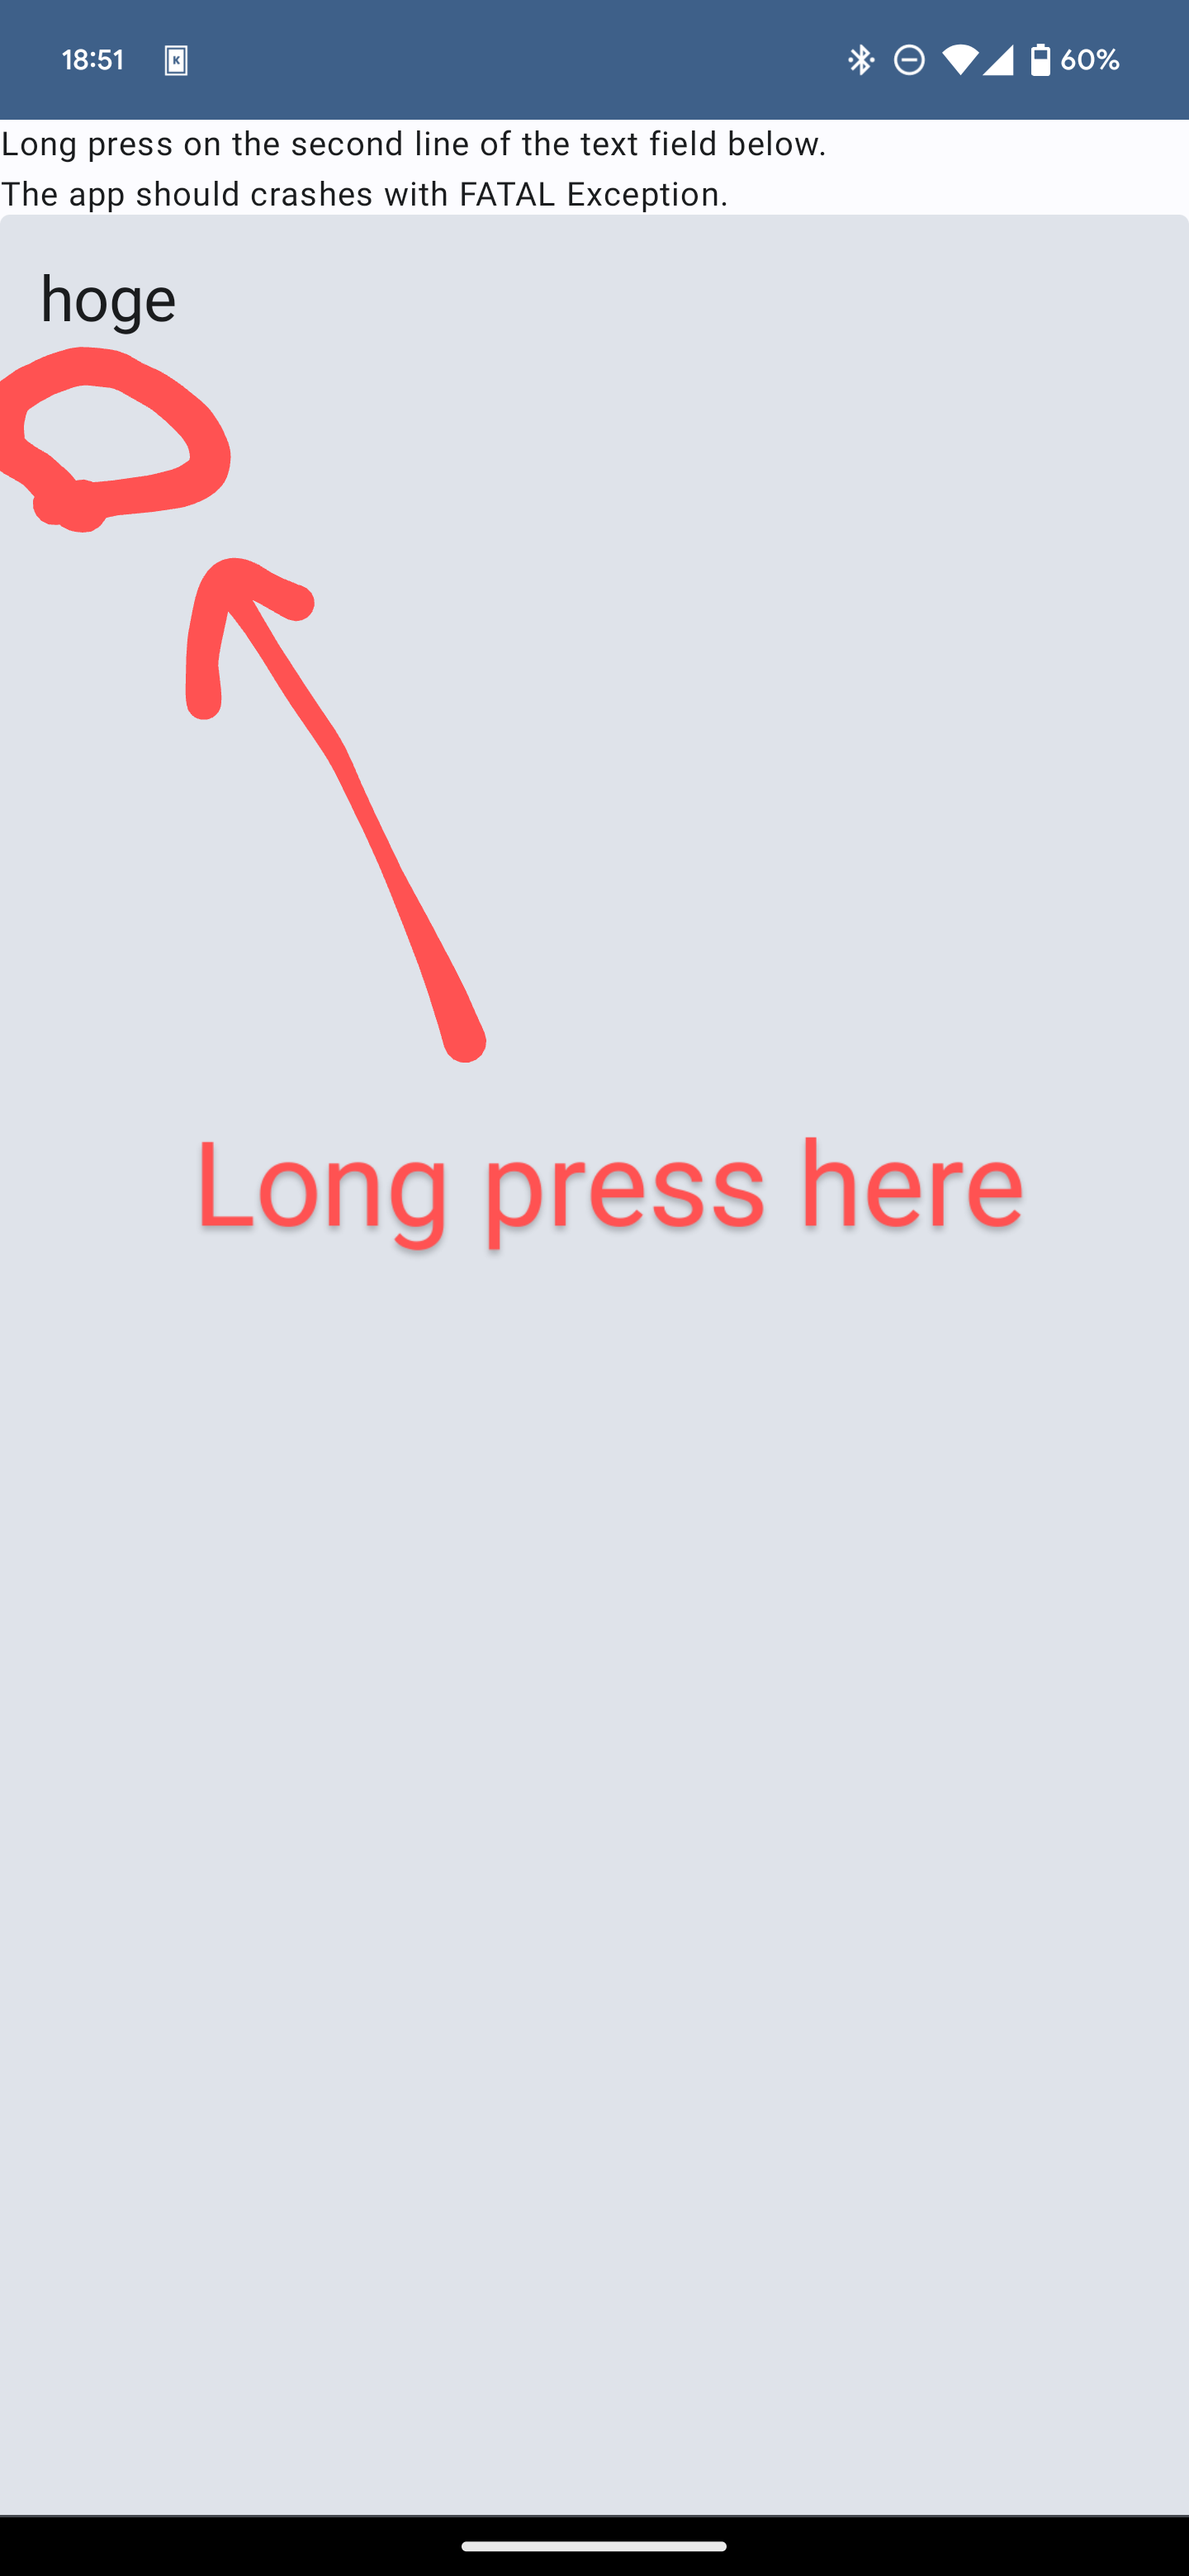 18:51 K 60%
Long press on the second line of the text field below.
The app should crashes with FATAL Exception.
hoge
Long press here